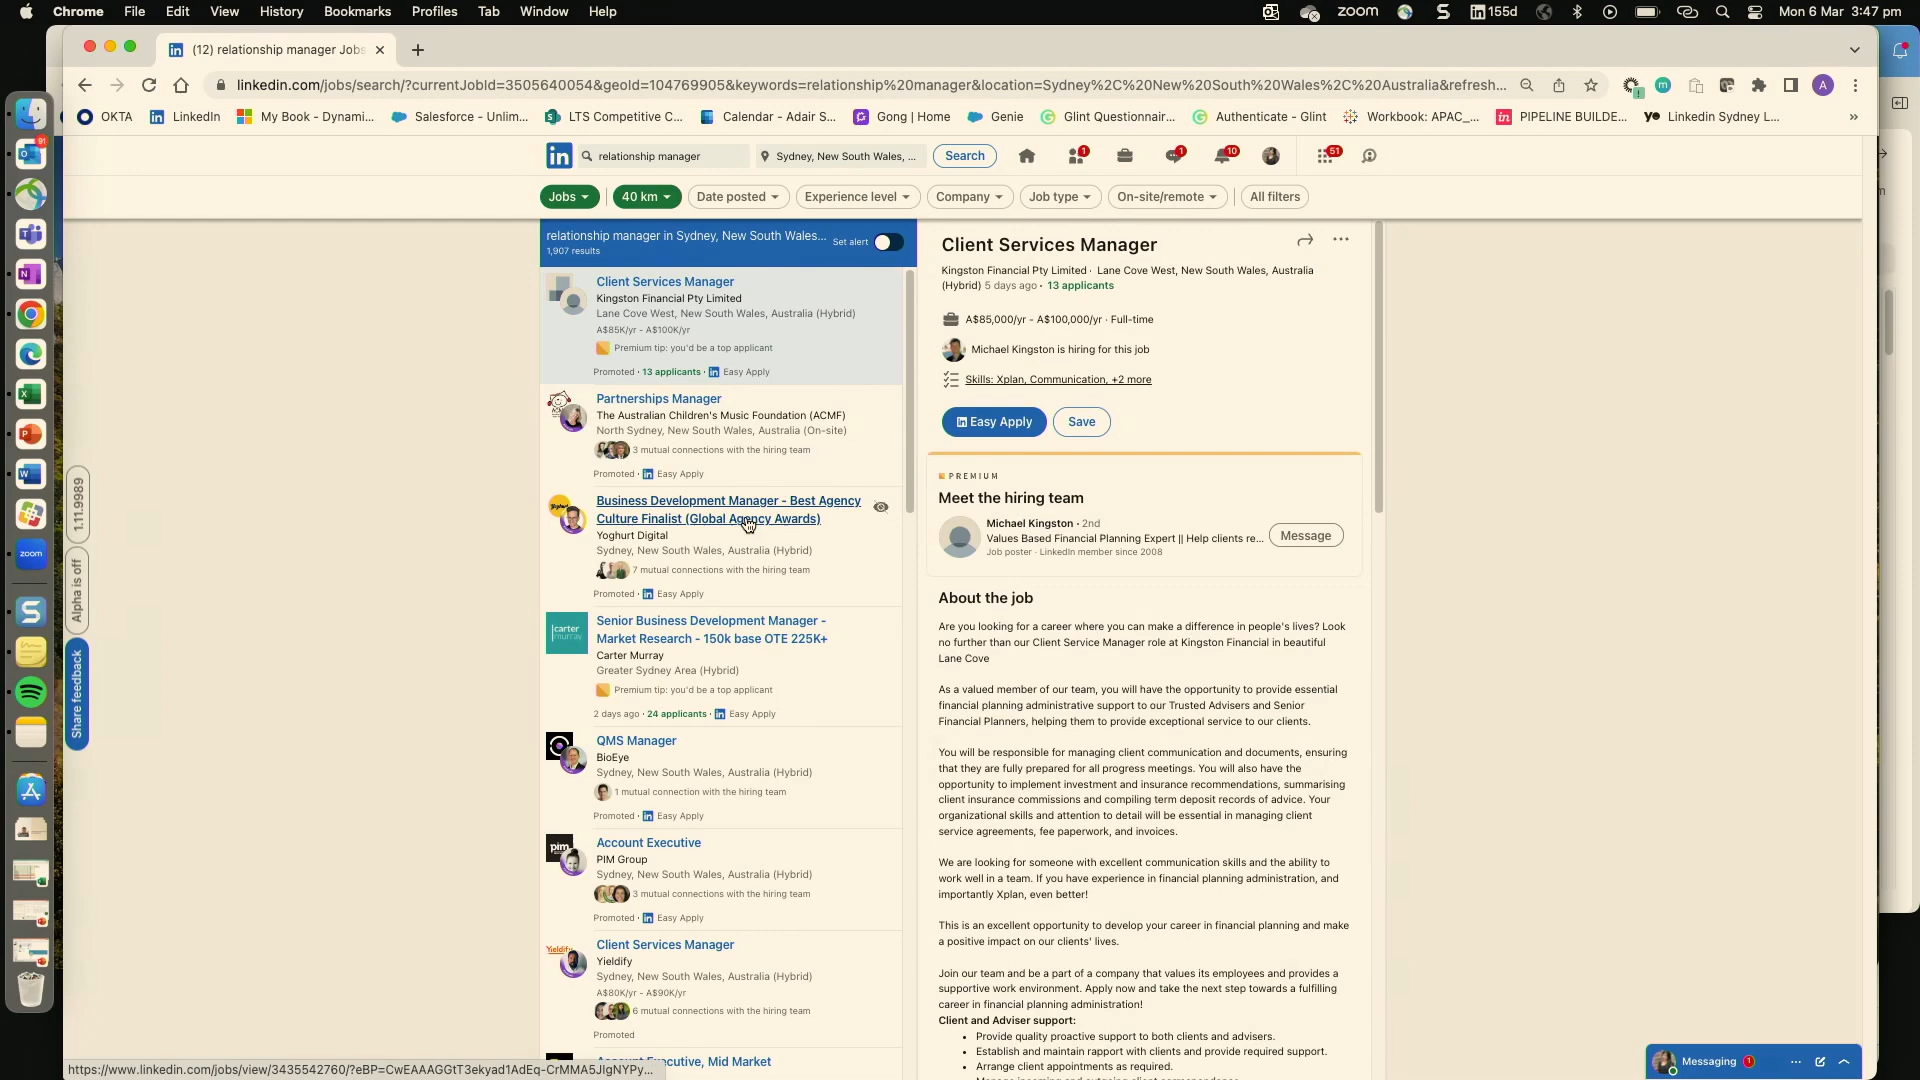 Chrome File Edit View History Bookmarks Profiles Tab Window Help
zoom 155d Mon 6 Mar 3:47 pm
(12) relationship manager Jobs
linkedin.com/jobs/search/?currentJobId=3505640054&geoId=104769905&keywords=relationship%20manager&location=Sydney%2C%20New%20South%20Wales%2C%20Australia&refresh...
OKTA LinkedIn My Book - Dynami... Salesforce - Unlim... LTS Competitive C... Calendar - Adair S... Gong | Home Genie Glint Questionnair... Authenticate - Glint Workbook: APAC_... PIPELINE BUILDE... Linkedin Sydney L...
in relationship manager Sydney, New South Wales, ... Search 1 1 10 51
Jobs 40 km Date posted Experience level Company Job type On-site/remote All filters
relationship manager in Sydney, New South Wales...
1,907 results
Set alert
Client Services Manager
Kingston Financial Pty Limited
Lane Cove West, New South Wales, Australia (Hybrid)
A$85K/yr - A$100K/yr
Premium tip: you'd be a top applicant
Promoted · 13 applicants · Easy Apply
Partnerships Manager
The Australian Children's Music Foundation (ACMF)
North Sydney, New South Wales, Australia (On-site)
3 mutual connections with the hiring team
Promoted · Easy Apply
Business Development Manager - Best Agency
Culture Finalist (Global Agency Awards)
Yoghurt Digital
Sydney, New South Wales, Australia (Hybrid)
7 mutual connections with the hiring team
Promoted · Easy Apply
carter
murray
Senior Business Development Manager -
Market Research - 150k base OTE 225K+
Carter Murray
Greater Sydney Area (Hybrid)
Premium tip: you'd be a top applicant
2 days ago · 24 applicants · Easy Apply
QMS Manager
BioEye
Sydney, New South Wales, Australia (Hybrid)
1 mutual connection with the hiring team
Promoted · Easy Apply
pim
Account Executive
PIM Group
Sydney, New South Wales, Australia (Hybrid)
3 mutual connections with the hiring team
Promoted · Easy Apply
Yieldify
Client Services Manager
Yieldify
Sydney, New South Wales, Australia (Hybrid)
A$80K/yr - A$90K/yr
6 mutual connections with the hiring team
Promoted
Account Executive, Mid Market
Client Services Manager
Kingston Financial Pty Limited · Lane Cove West, New South Wales, Australia
(Hybrid) 5 days ago · 13 applicants
A$85,000/yr - A$100,000/yr · Full-time
Michael Kingston is hiring for this job
Skills: Xplan, Communication, +2 more
Easy Apply Save
PREMIUM
Meet the hiring team
Michael Kingston · 2nd
Values Based Financial Planning Expert || Help clients re...
Job poster · LinkedIn member since 2008
Message
About the job
Are you looking for a career where you can make a difference in people's lives? Look
no further than our Client Service Manager role at Kingston Financial in beautiful
Lane Cove
As a valued member of our team, you will have the opportunity to provide essential
financial planning administrative support to our Trusted Advisers and Senior
Financial Planners, helping them to provide exceptional service to our clients.
You will be responsible for managing client communication and documents, ensuring
that they are fully prepared for all progress meetings. You will also have the
opportunity to implement investment and insurance recommendations, summarising
client insurance commissions and compiling term deposit records of advice. Your
organizational skills and attention to detail will be essential in managing client
service agreements, fee paperwork, and invoices.
We are looking for someone with excellent communication skills and the ability to
work well in a team. If you have experience in financial planning administration, and
importantly Xplan, even better!
This is an excellent opportunity to develop your career in financial planning and make
a positive impact on our clients' lives.
Join our team and be a part of a company that values its employees and provides a
supportive work environment. Apply now and take the next step towards a fulfilling
career in financial planning administration!
Client and Adviser support:
• Provide quality proactive support to both clients and advisers.
• Establish and maintain rapport with clients and provide required support.
• Arrange client appointments as required.
1.11.9989
Alpha is off
Share feedback
91
zoom
Messaging 1